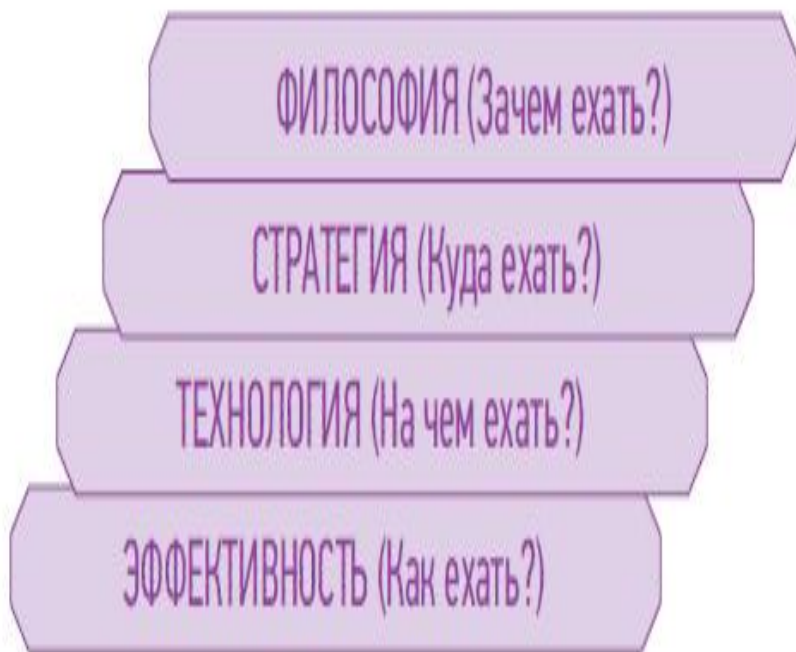 ФИЛОСОФИЯ (Зачем ехать?)
СТРАТЕГИЯ (Куда ехать?)
ТЕХНОЛОГИЯ (На чем ехать?)
ЭФФЕКТИВНОСТЬ (Как ехать?)